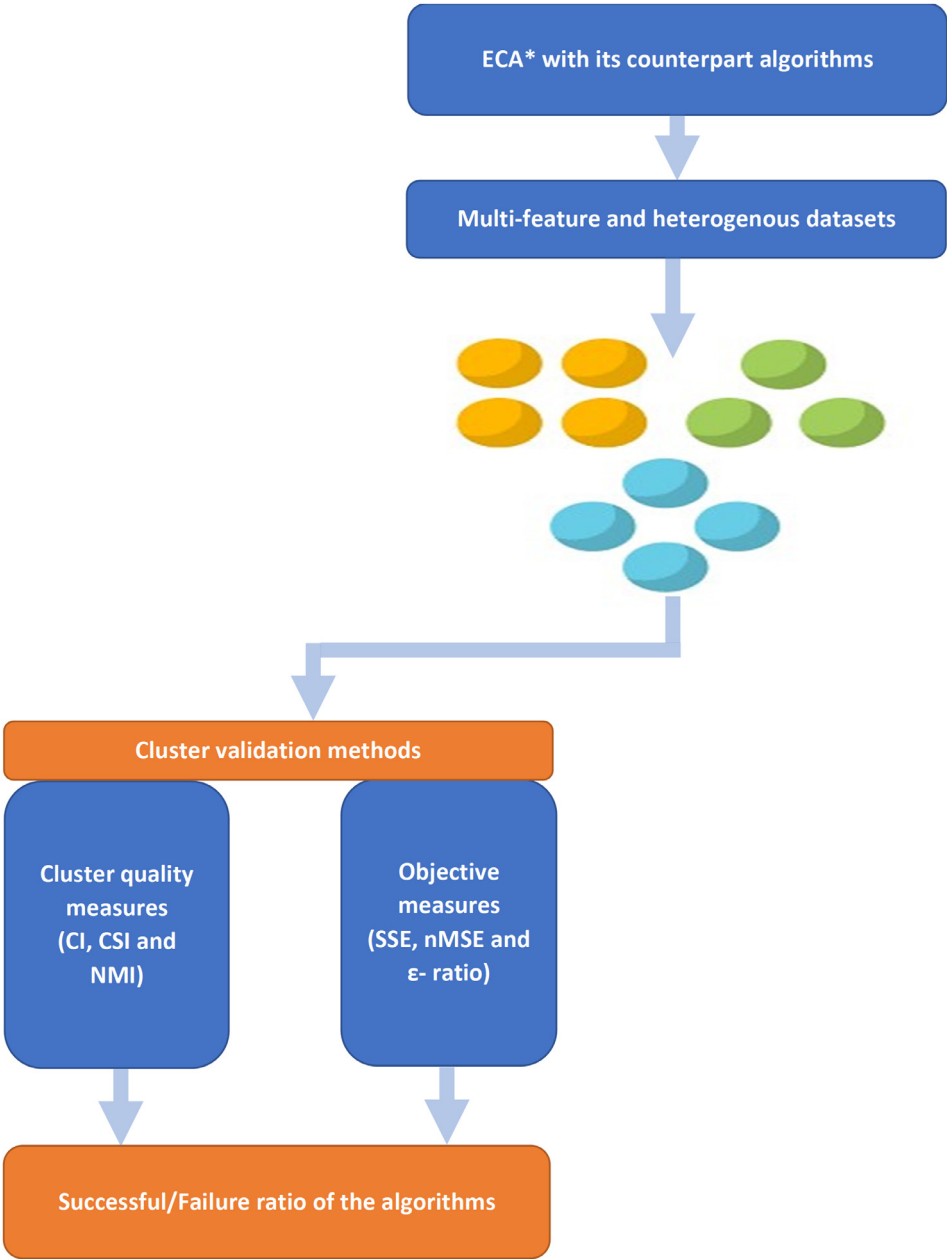 ECA* with its counterpart algorithms
Multi-feature and heterogenous datasets
Cluster validation methods
Cluster quality
measures
(CI, CSI and
NMI)
Objective
measures
(SSE, nMSE and
ε- ratio)
Successful/Failure ratio of the algorithms